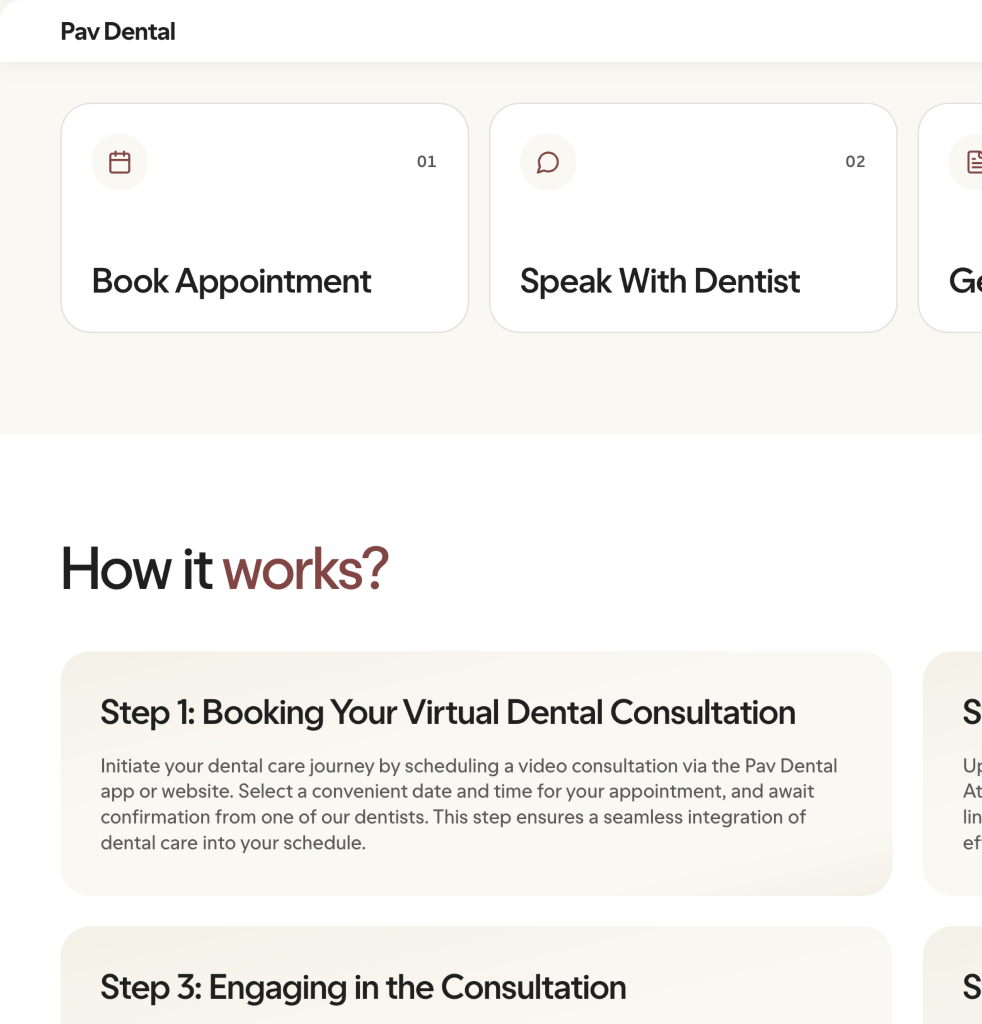 Pav Dental
01
02
Book Appointment
Speak With Dentist
How it works?
Step 1: Booking Your Virtual Dental Consultation
Initiate your dental care journey by scheduling a video consultation via the Pav Dental
app or website. Select a convenient date and time for your appointment, and await
confirmation from one of our dentists. This step ensures a seamless integration of
dental care into your schedule.
Step 3: Engaging in the Consultation